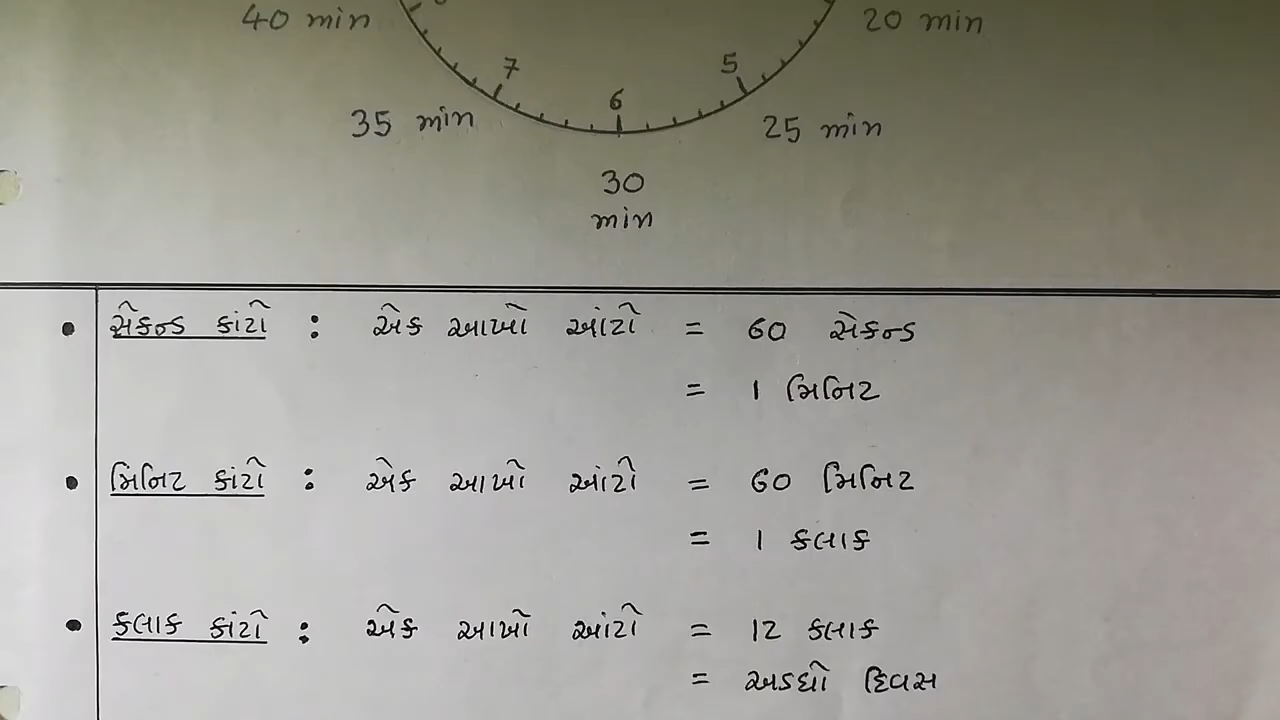 40 min 20 min
7 5
6
35 min 25 min
30
min
સેકન્ડ કાંટો : એક આખો આંટો = 60 સેકન્ડ
= 1 મિનિટ
મિનિટ કાંટો : એક આખો આંટો = 60 મિનિટ
= 1 કલાક
કલાક કાંટો : એક આખો આંટો = 12 કલાક
= અડધો દિવસ